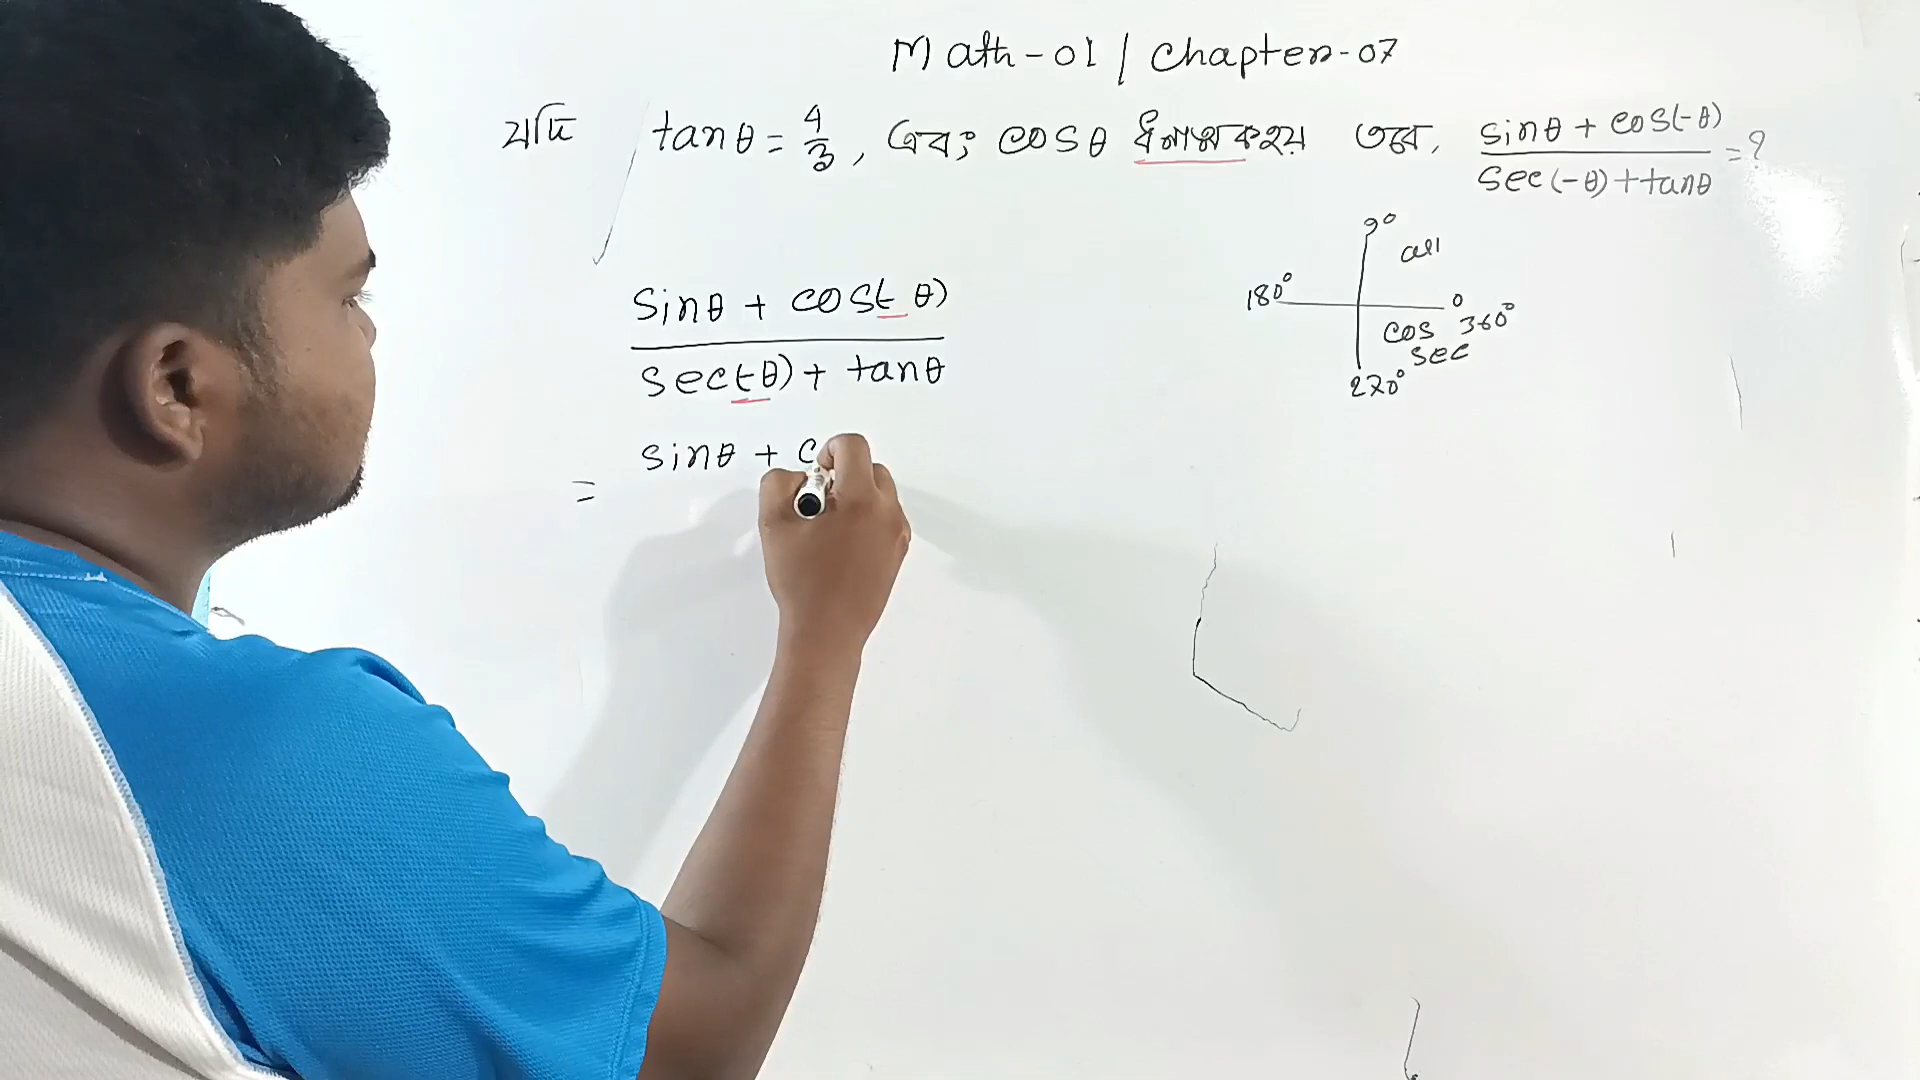 Math-01 / Chapter-07
যদি tanθ = 4/3, এবং cosθ ঋণাত্মক হয় তবে, (sinθ + cos(-θ))/(sec(-θ)+tanθ) = ?
90
all
180° 0
cos 360°
sec
270°
sinθ + cos(-θ)
sec(-θ) + tanθ
sinθ + c
=